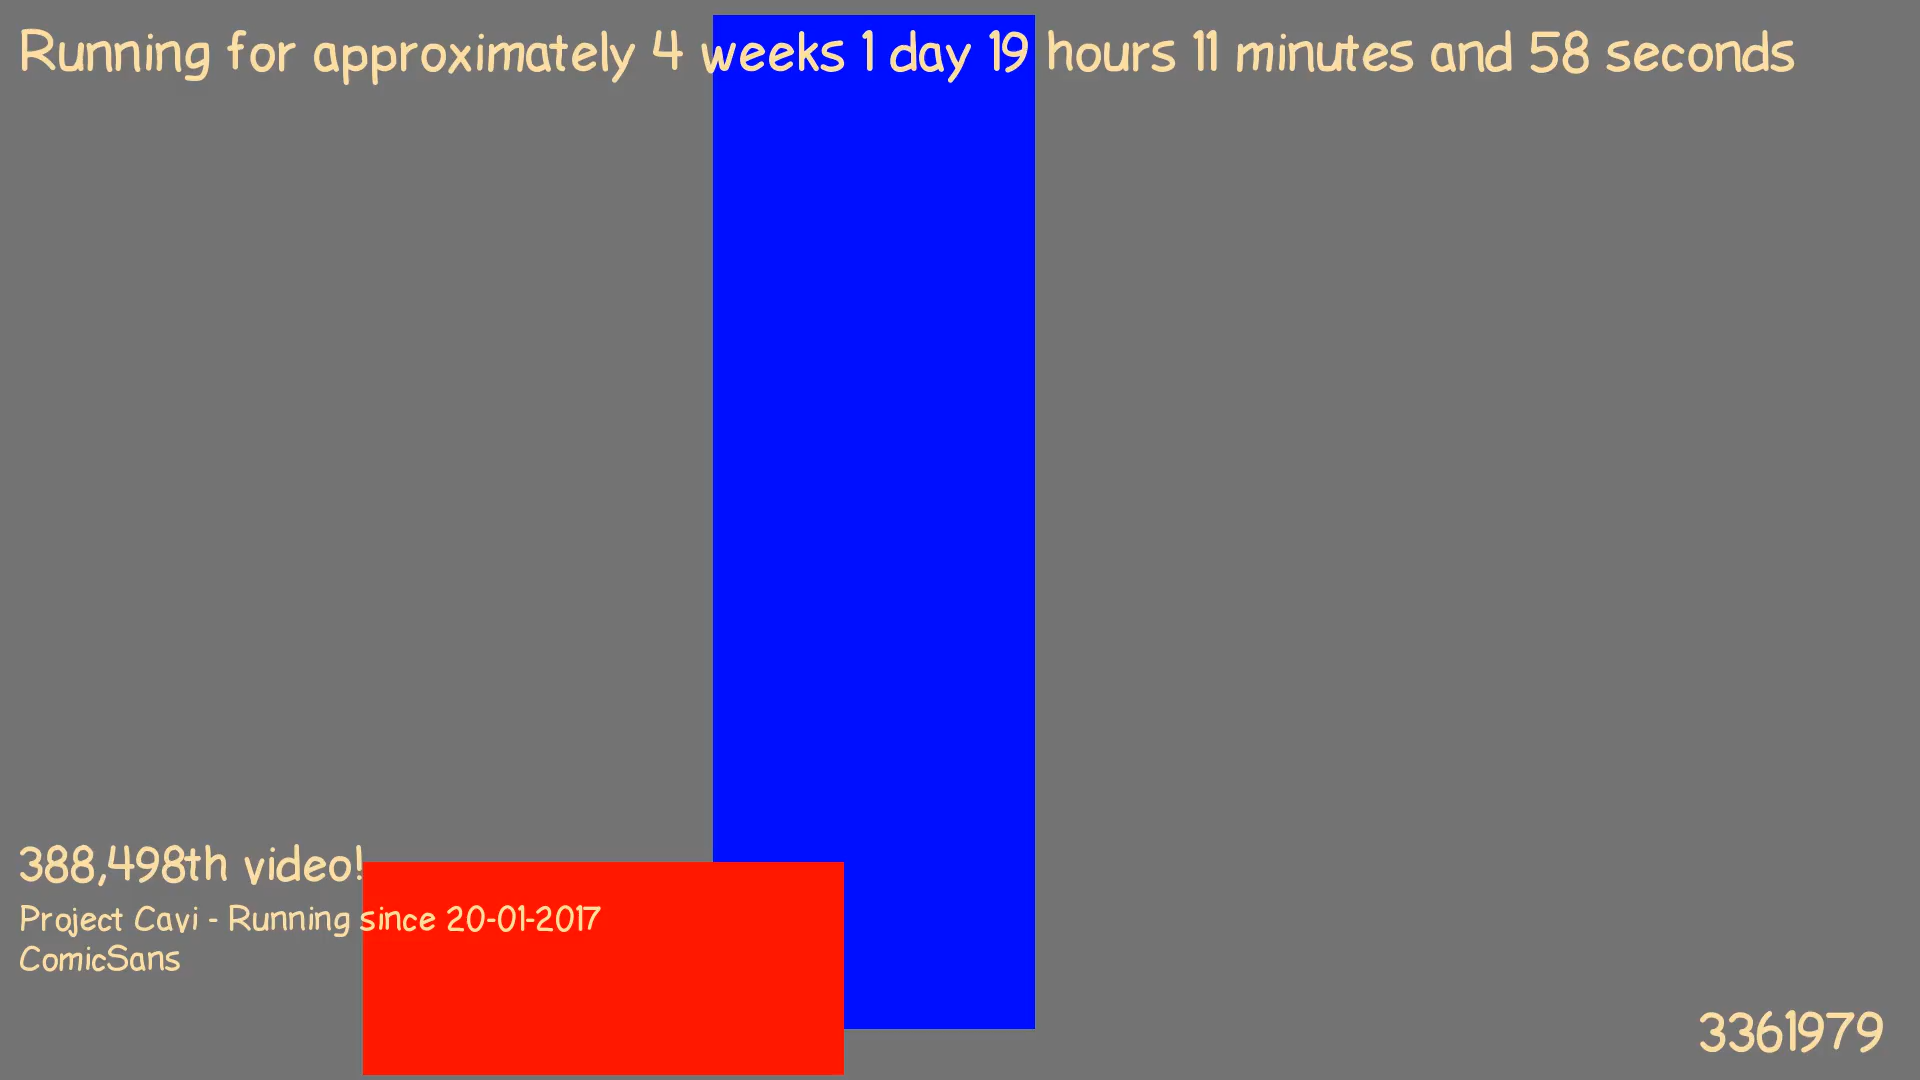 Running for approximately 4 weeks 1 day 19 hours 11 minutes and 58 seconds
388,498th video!
Project Cavi - Running since 20-01-2017
ComicSans
3361979